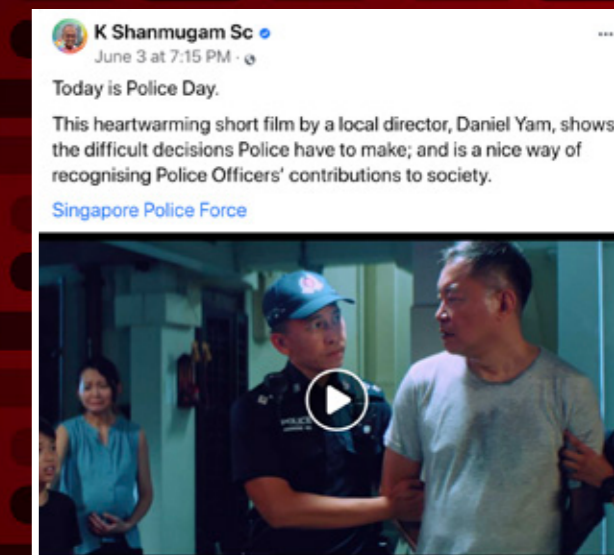 K Shanmugam Sc
June 3 at 7:15 PM ·
Today is Police Day.
This heartwarming short film by a local director, Daniel Yam, shows
the difficult decisions Police have to make; and is a nice way of
recognising Police Officers' contributions to society.
Singapore Police Force
POLICE